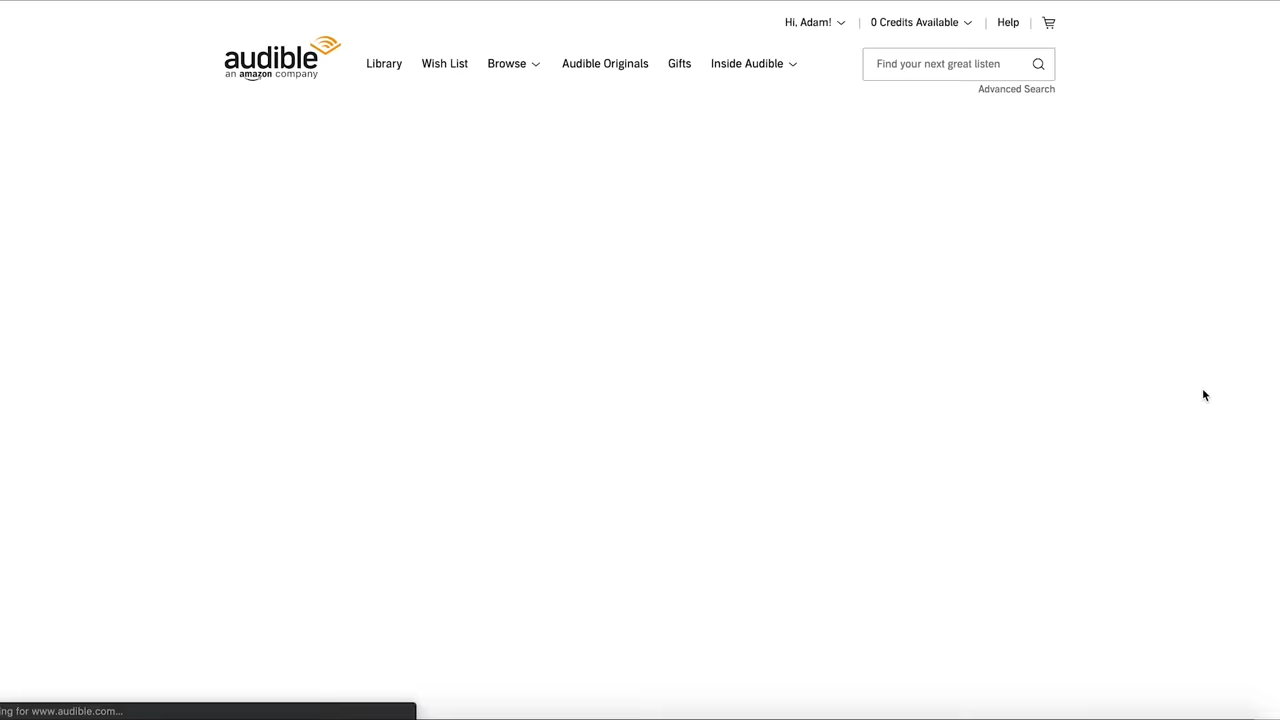 Hi, Adam!
0 Credits Available
Help
audible
an amazon company
Library
Wish List
Browse
Audible Originals
Gifts
Inside Audible
Find your next great listen
Advanced Search
ng for www.audible.com...